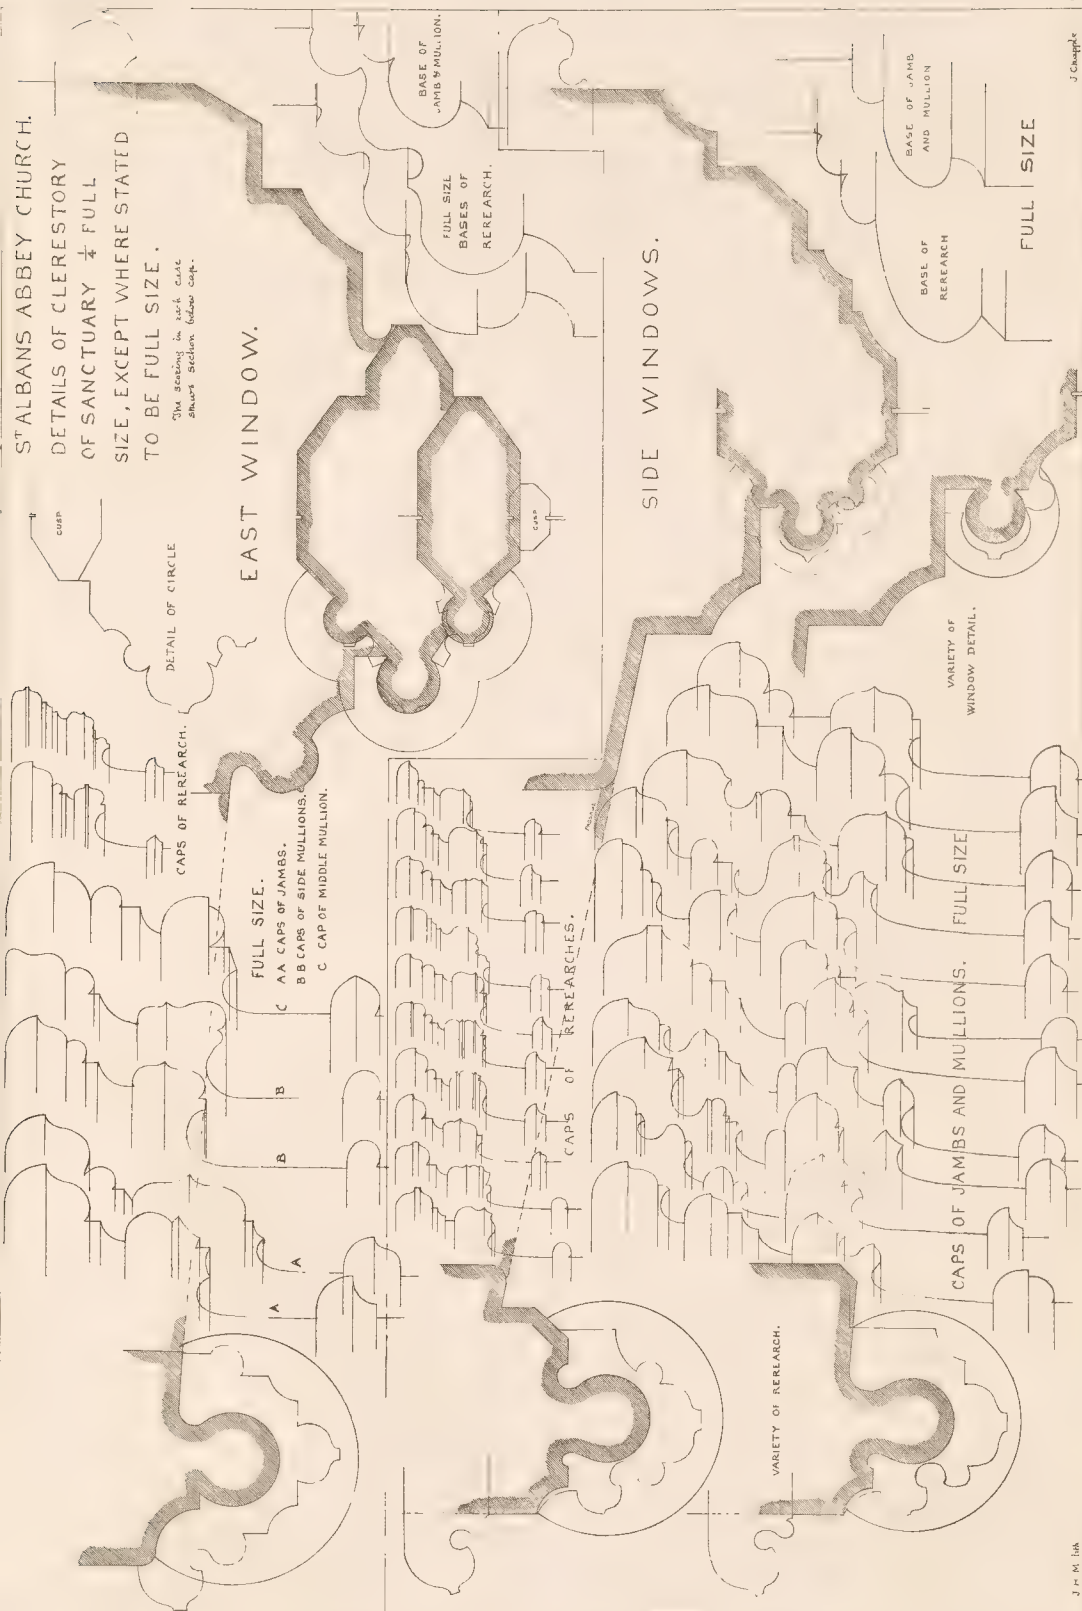 ST ALBANS ABBEY CHURCH.
DETAILS OF CLERESTORY
OF SANCTUARY 1/4 FULL
SIZE, EXCEPT WHERE STATED
TO BE FULL SIZE.
The scoring in each case
shews section below cap.
CUSP
DETAIL OF CIRCLE
CAPS OF REREARCH.
EAST WINDOW.
CUSP
BASE OF
JAMB & MULLION.
FULL SIZE
BASES OF
REREARCH.
FULL SIZE.
AA CAPS OF JAMBS.
BB CAPS OF SIDE MULLIONS.
C CAP OF MIDDLE MULLION.
A
A
B
B
C
SIDE WINDOWS.
BASE OF JAMB
AND MULLION
BASE OF
REREARCH
FULL SIZE
VARIETY OF
WINDOW DETAIL.
CAPS OF REREARCHES.
CAPS OF JAMBS AND MULLIONS. FULL SIZE
VARIETY OF REREARCH.
J H M lith
J Chapple